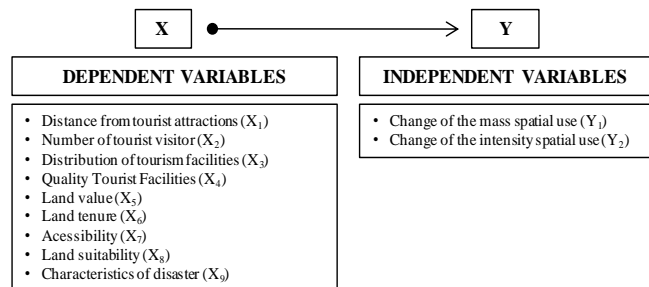 X Y
DEPENDENT VARIABLES INDEPENDENT VARIABLES
• Distance from tourist attractions (X₁)
• Number of tourist visitor (X₂)
• Distribution of tourism facilities (X₃)
• Quality Tourist Facilities (X₄)
• Land value (X₅)
• Land tenure (X₆)
• Acessibility (X₇)
• Land suitability (X₈)
• Characteristics of disaster (X₉)
• Change of the mass spatial use (Y₁)
• Change of the intensity spatial use (Y₂)